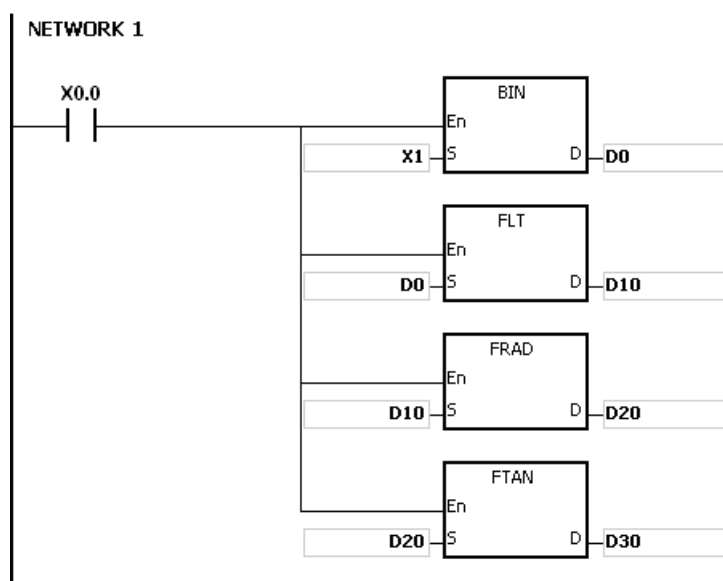 NETWORK 1
X0.0
BIN
En
X1 S D D0
FLT
En
D0 S D D10
FRAD
En
D10 S D D20
FTAN
En
D20 S D D30